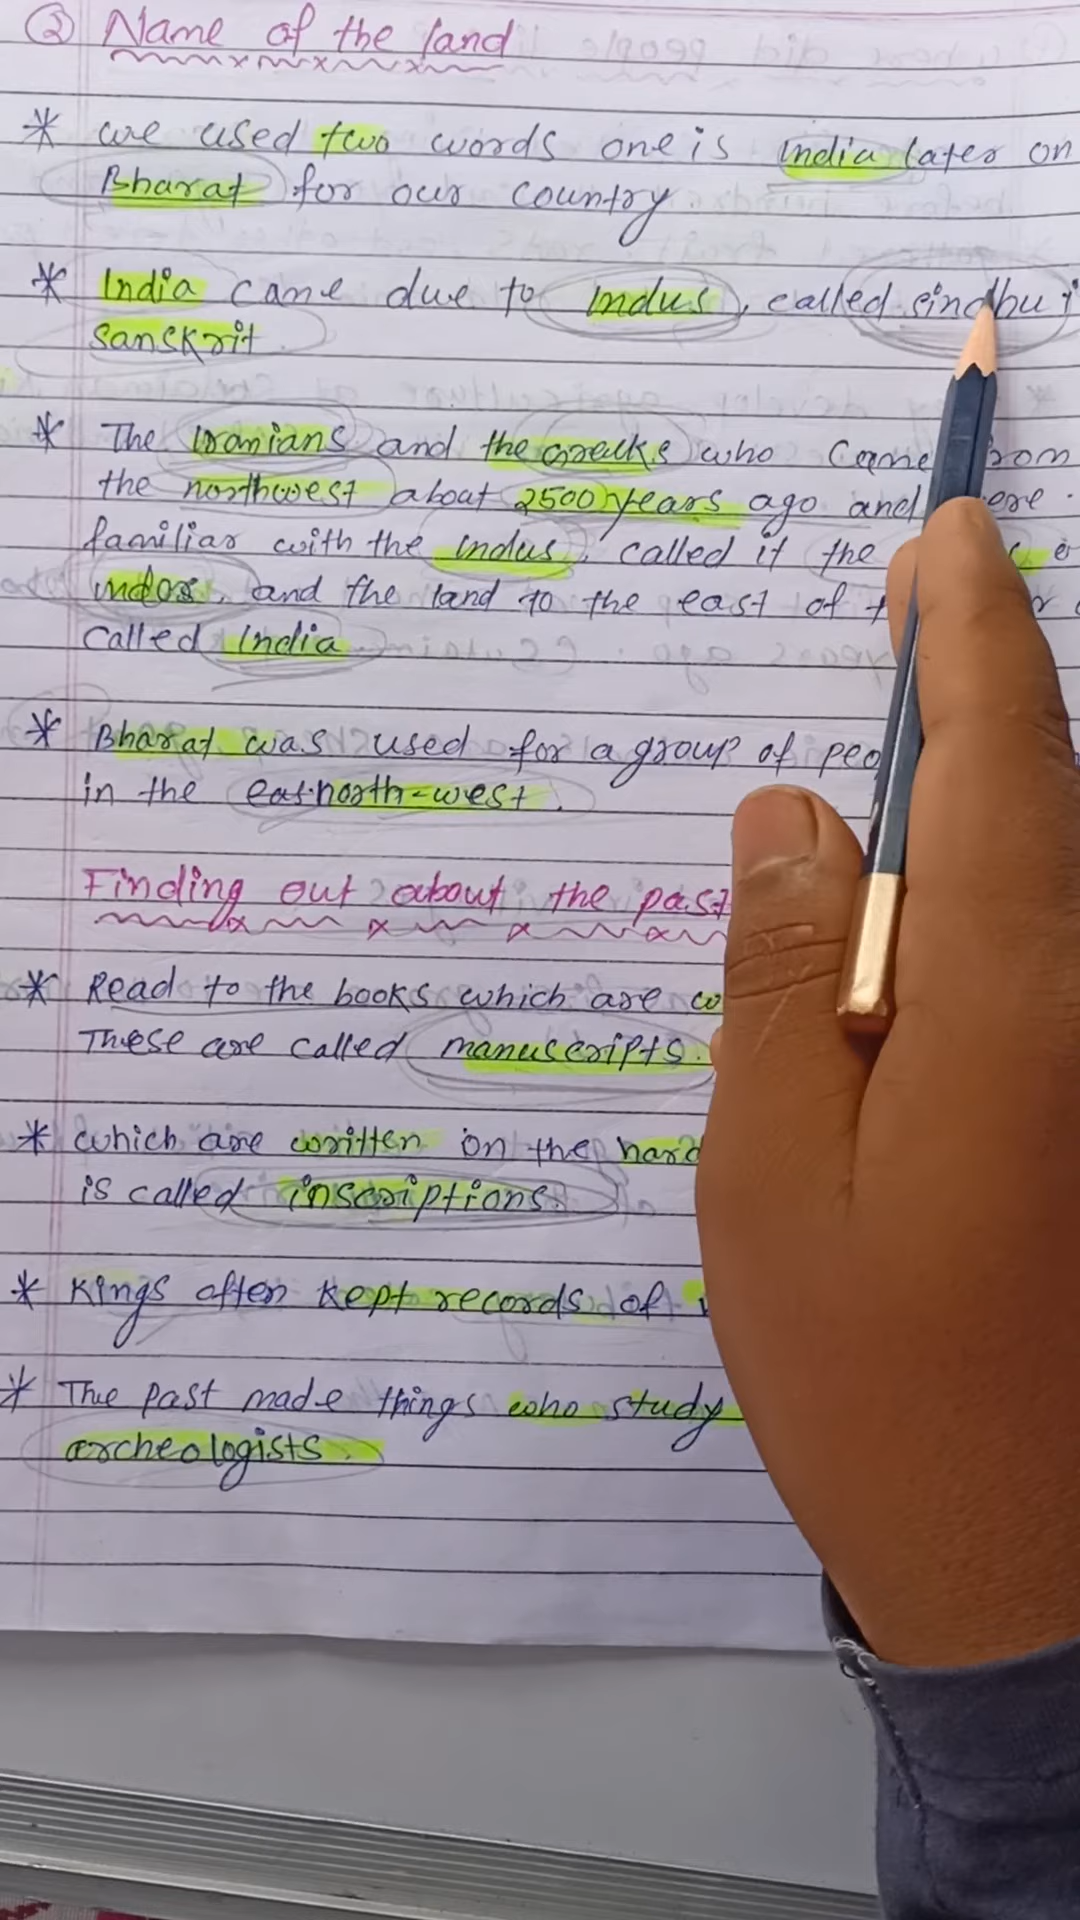 ② Name of the land
* we used two words one is India later on
Bharat for our country
* India came due to Indus, called sindhu i
Sanskrit.
* The Iranians and the Greeks who came from
the northwest about 2500 years ago and
familiar with the Indus, called it the
indos, and the land to the east of
called India.
* Bharat was used for a group of peo
in the north-west.
Finding out about the past
* Read to the books which are
These are called manuscripts.
* which are written on the hard
is called inscriptions.
* Kings often kept records of
* The past made things who study
archeologists.